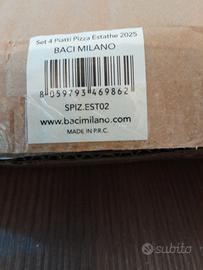 Set 4 Piatti Pizza Estathe 2025
BACI MILANO
8 059793 469862
SPIZ.EST02
www.bacimilano.com
MADE IN P.R.C.
subito